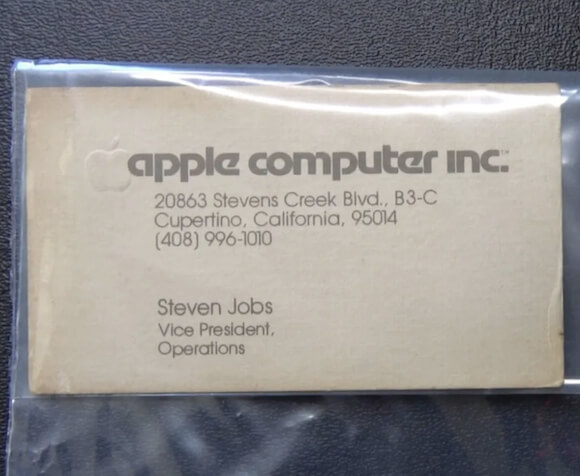 apple computer inc.™
20863 Stevens Creek Blvd., B3-C
Cupertino, California, 95014
(408) 996-1010
Steven Jobs
Vice President,
Operations